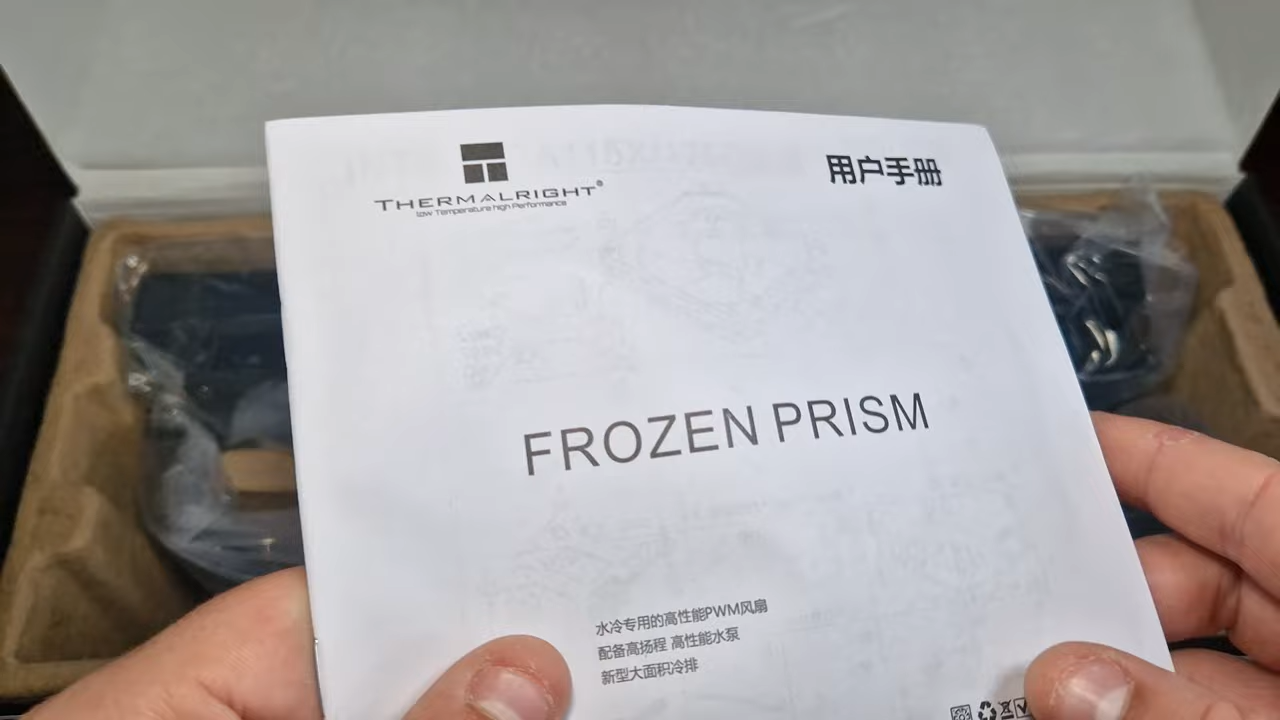 THERMALRIGHT®
Low Temperature high Performance
用户手册
FROZEN PRISM
水冷专用的高性能PWM风扇
配备高扬程 高性能水泵
新型大面积冷排